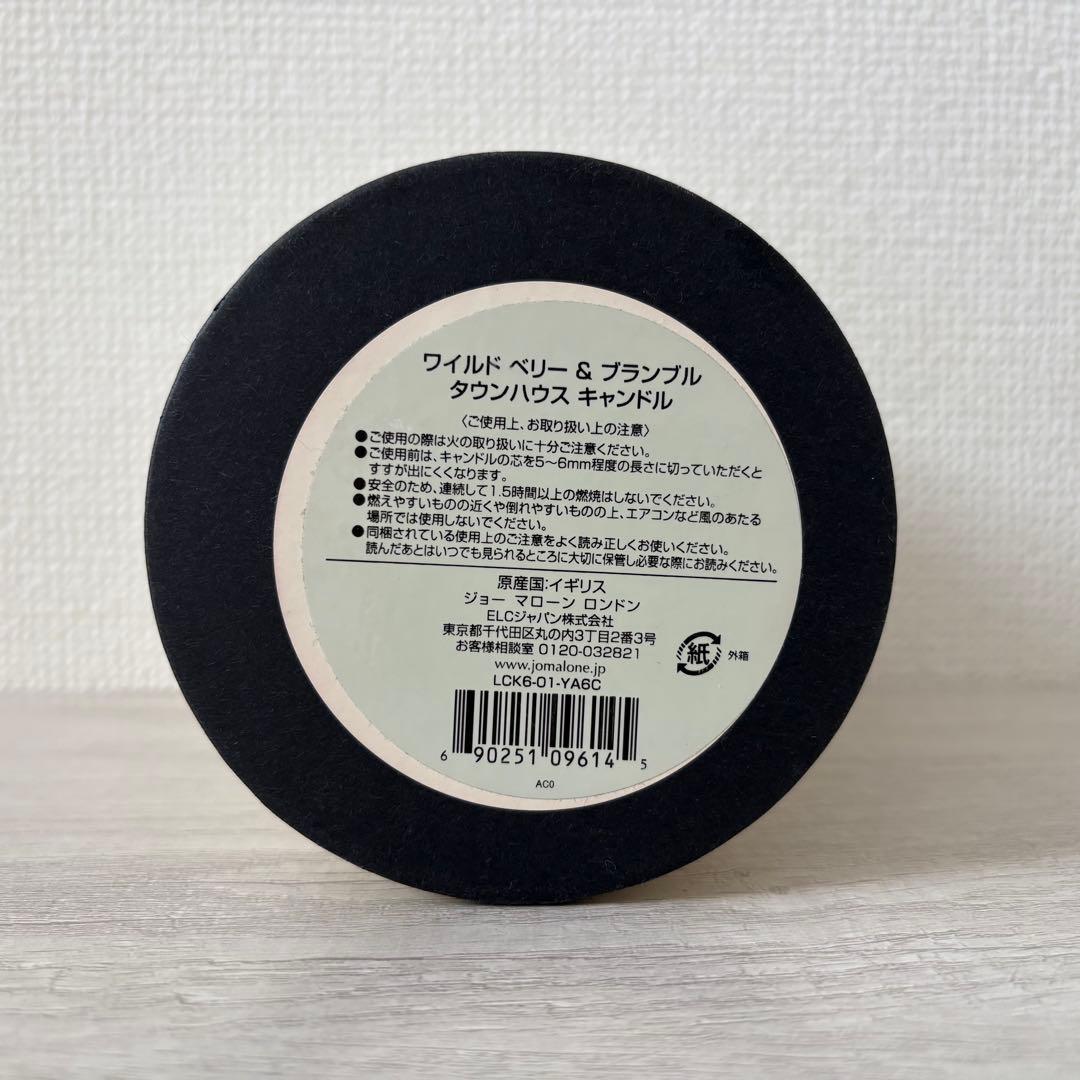 ワイルド ベリー & ブランブル
タウンハウス キャンドル
〈ご使用上、お取り扱い上の注意〉
●ご使用の際は火の取り扱いに十分ご注意ください。
●ご使用前は、キャンドルの芯を5〜6mm程度の長さに切っていただくと
すすが出にくくなります。
●安全のため、連続して1.5時間以上の燃焼はしないでください。
●燃えやすいものの近くや倒れやすいものの上、エアコンなど風のあたる
場所では使用しないでください。
●同梱されている使用上のご注意をよく読み正しくお使いください。
読んだあとはいつでも見られるところに大切に保管し必要な際にお読みください。
原産国:イギリス
ジョー マローン ロンドン
ELCジャパン株式会社
東京都千代田区丸の内3丁目2番3号
お客様相談室 0120-032821
紙 外箱
www.jomalone.jp
LCK6-01-YA6C
6 90251 09614 5
AC0